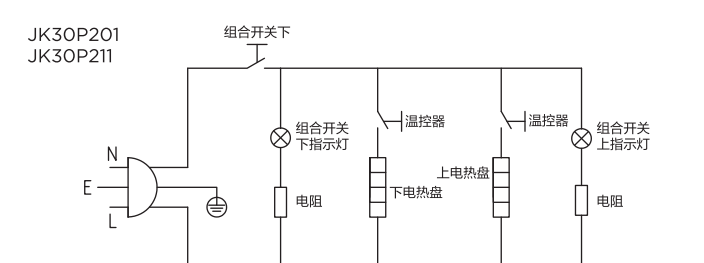 JK30P201
JK30P211
组合开关下
温控器
温控器
组合开关
下指示灯
组合开关
上指示灯
N
E
L
上电热盘
下电热盘
电阻
电阻